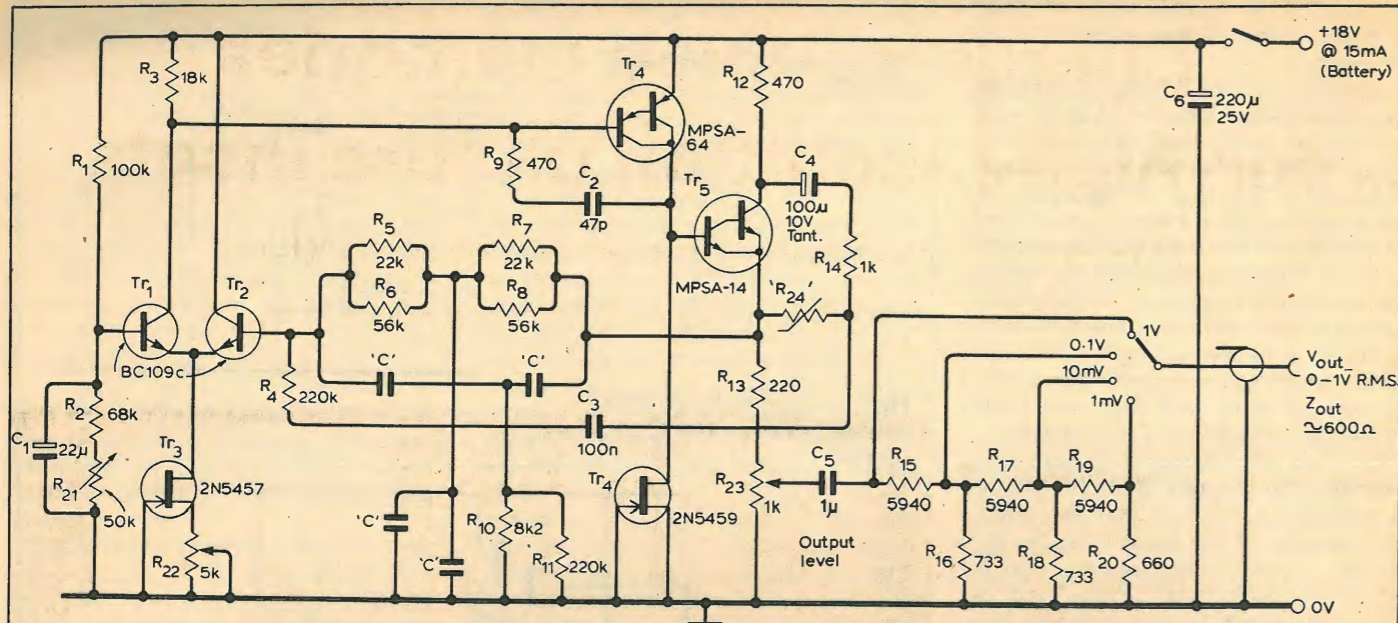 R3
18k
R1
100k
Tr1
Tr2
BC109c
R2
68k
C1
22μ
R21
50k
Tr3
2N5457
R22
5k
R4
220k
R5
22k
R6
56k
'C'
R7
22k
R8
56k
'C'
R9
470
C2
47p
C3
100n
'C'
'C'
R10
8k2
R11
220k
Tr4
MPSA-
64
Tr5
MPSA-14
Tr4
2N5459
R12
470
C4
100μ
10V
Tant.
R14
1k
'R24'
R13
220
R23
1k
Output
level
C5
1μ
R15
5940
R16
733
R17
5940
R18
733
R19
5940
R20
660
1V
0·1V
10mV
1mV
C6
220μ
25V
+18V
@ 15mA
(Battery)
Vout
0–1V R.M.S.
Zout
≃600Ω
0V